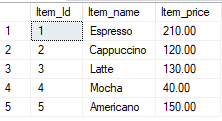 Item_Id Item_name Item_price
1 1 Espresso 210.00
2 2 Cappuccino 120.00
3 3 Latte 130.00
4 4 Mocha 40.00
5 5 Americano 150.00